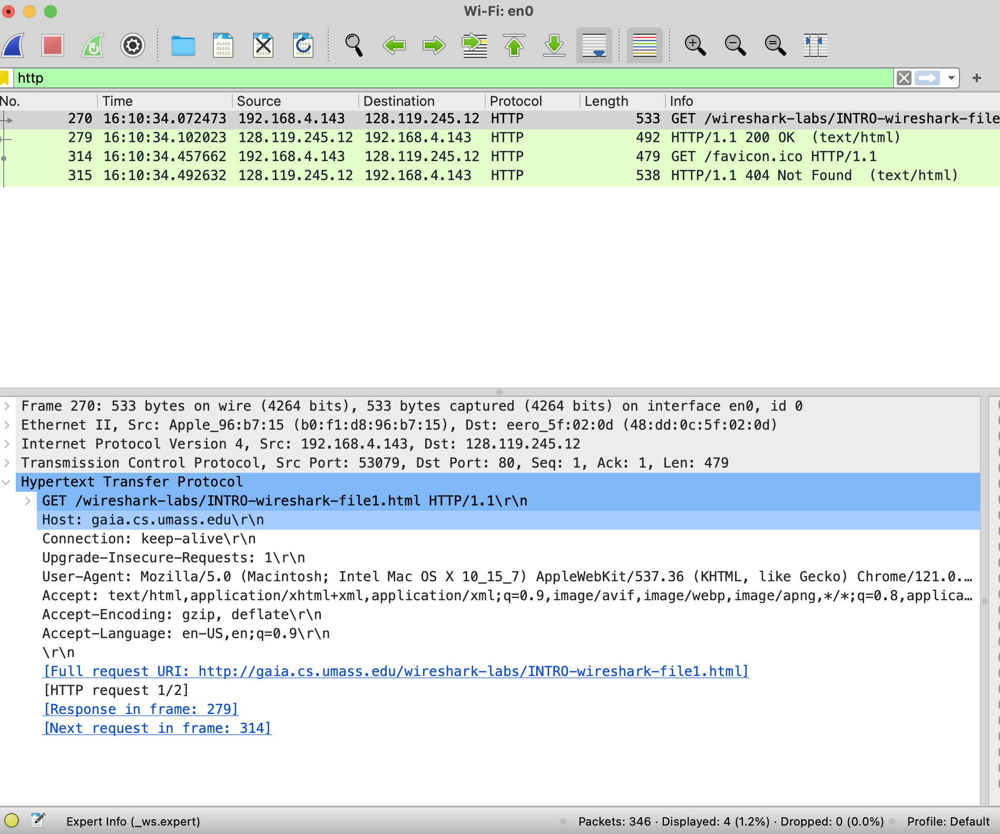 Wi-Fi: en0
http
No. Time Source Destination Protocol Length Info
270 16:10:34.072473 192.168.4.143 128.119.245.12 HTTP 533 GET /wireshark-labs/INTRO-wireshark-file
279 16:10:34.102023 128.119.245.12 192.168.4.143 HTTP 492 HTTP/1.1 200 OK (text/html)
314 16:10:34.457662 192.168.4.143 128.119.245.12 HTTP 479 GET /favicon.ico HTTP/1.1
315 16:10:34.492632 128.119.245.12 192.168.4.143 HTTP 538 HTTP/1.1 404 Not Found (text/html)
Frame 270: 533 bytes on wire (4264 bits), 533 bytes captured (4264 bits) on interface en0, id 0
Ethernet II, Src: Apple_96:b7:15 (b0:f1:d8:96:b7:15), Dst: eero_5f:02:0d (48:dd:0c:5f:02:0d)
Internet Protocol Version 4, Src: 192.168.4.143, Dst: 128.119.245.12
Transmission Control Protocol, Src Port: 53079, Dst Port: 80, Seq: 1, Ack: 1, Len: 479
Hypertext Transfer Protocol
GET /wireshark-labs/INTRO-wireshark-file1.html HTTP/1.1\r\n
Host: gaia.cs.umass.edu\r\n
Connection: keep-alive\r\n
Upgrade-Insecure-Requests: 1\r\n
User-Agent: Mozilla/5.0 (Macintosh; Intel Mac OS X 10_15_7) AppleWebKit/537.36 (KHTML, like Gecko) Chrome/121.0.…
Accept: text/html,application/xhtml+xml,application/xml;q=0.9,image/avif,image/webp,image/apng,*/*;q=0.8,applica…
Accept-Encoding: gzip, deflate\r\n
Accept-Language: en-US,en;q=0.9\r\n
\r\n
[Full request URI: http://gaia.cs.umass.edu/wireshark-labs/INTRO-wireshark-file1.html]
[HTTP request 1/2]
[Response in frame: 279]
[Next request in frame: 314]
Expert Info (_ws.expert) Packets: 346 · Displayed: 4 (1.2%) · Dropped: 0 (0.0%) Profile: Default